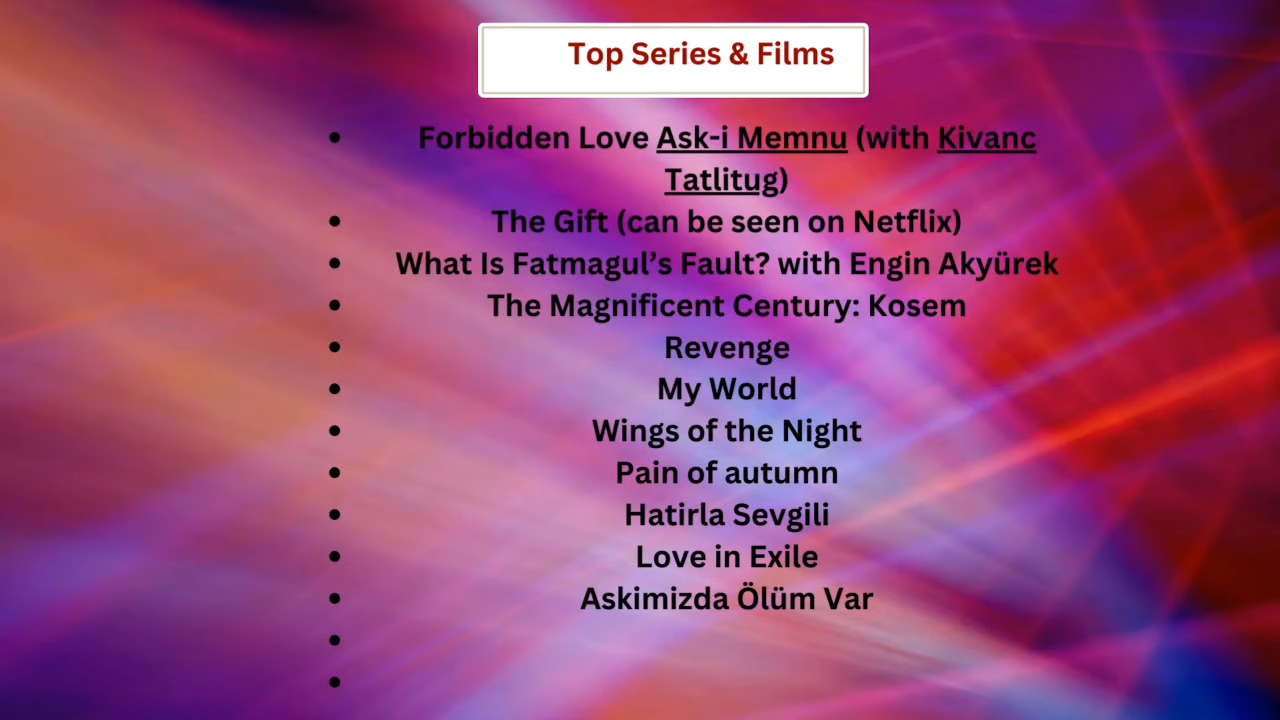 Top Series & Films
• Forbidden Love Ask-i Memnu (with Kivanc
Tatlitug)
• The Gift (can be seen on Netflix)
• What Is Fatmagul’s Fault? with Engin Akyürek
• The Magnificent Century: Kosem
• Revenge
• My World
• Wings of the Night
• Pain of autumn
• Hatirla Sevgili
• Love in Exile
• Askimizda Ölüm Var
•
•